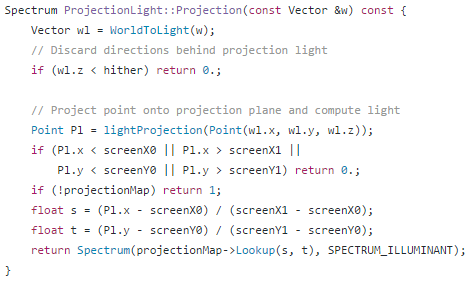 Spectrum ProjectionLight::Projection(const Vector &w) const {
    Vector wl = WorldToLight(w);
    // Discard directions behind projection light
    if (wl.z < hither) return 0.;

    // Project point onto projection plane and compute light
    Point Pl = lightProjection(Point(wl.x, wl.y, wl.z));
    if (Pl.x < screenX0 || Pl.x > screenX1 ||
        Pl.y < screenY0 || Pl.y > screenY1) return 0.;
    if (!projectionMap) return 1;
    float s = (Pl.x - screenX0) / (screenX1 - screenX0);
    float t = (Pl.y - screenY0) / (screenY1 - screenY0);
    return Spectrum(projectionMap->Lookup(s, t), SPECTRUM_ILLUMINANT);
}